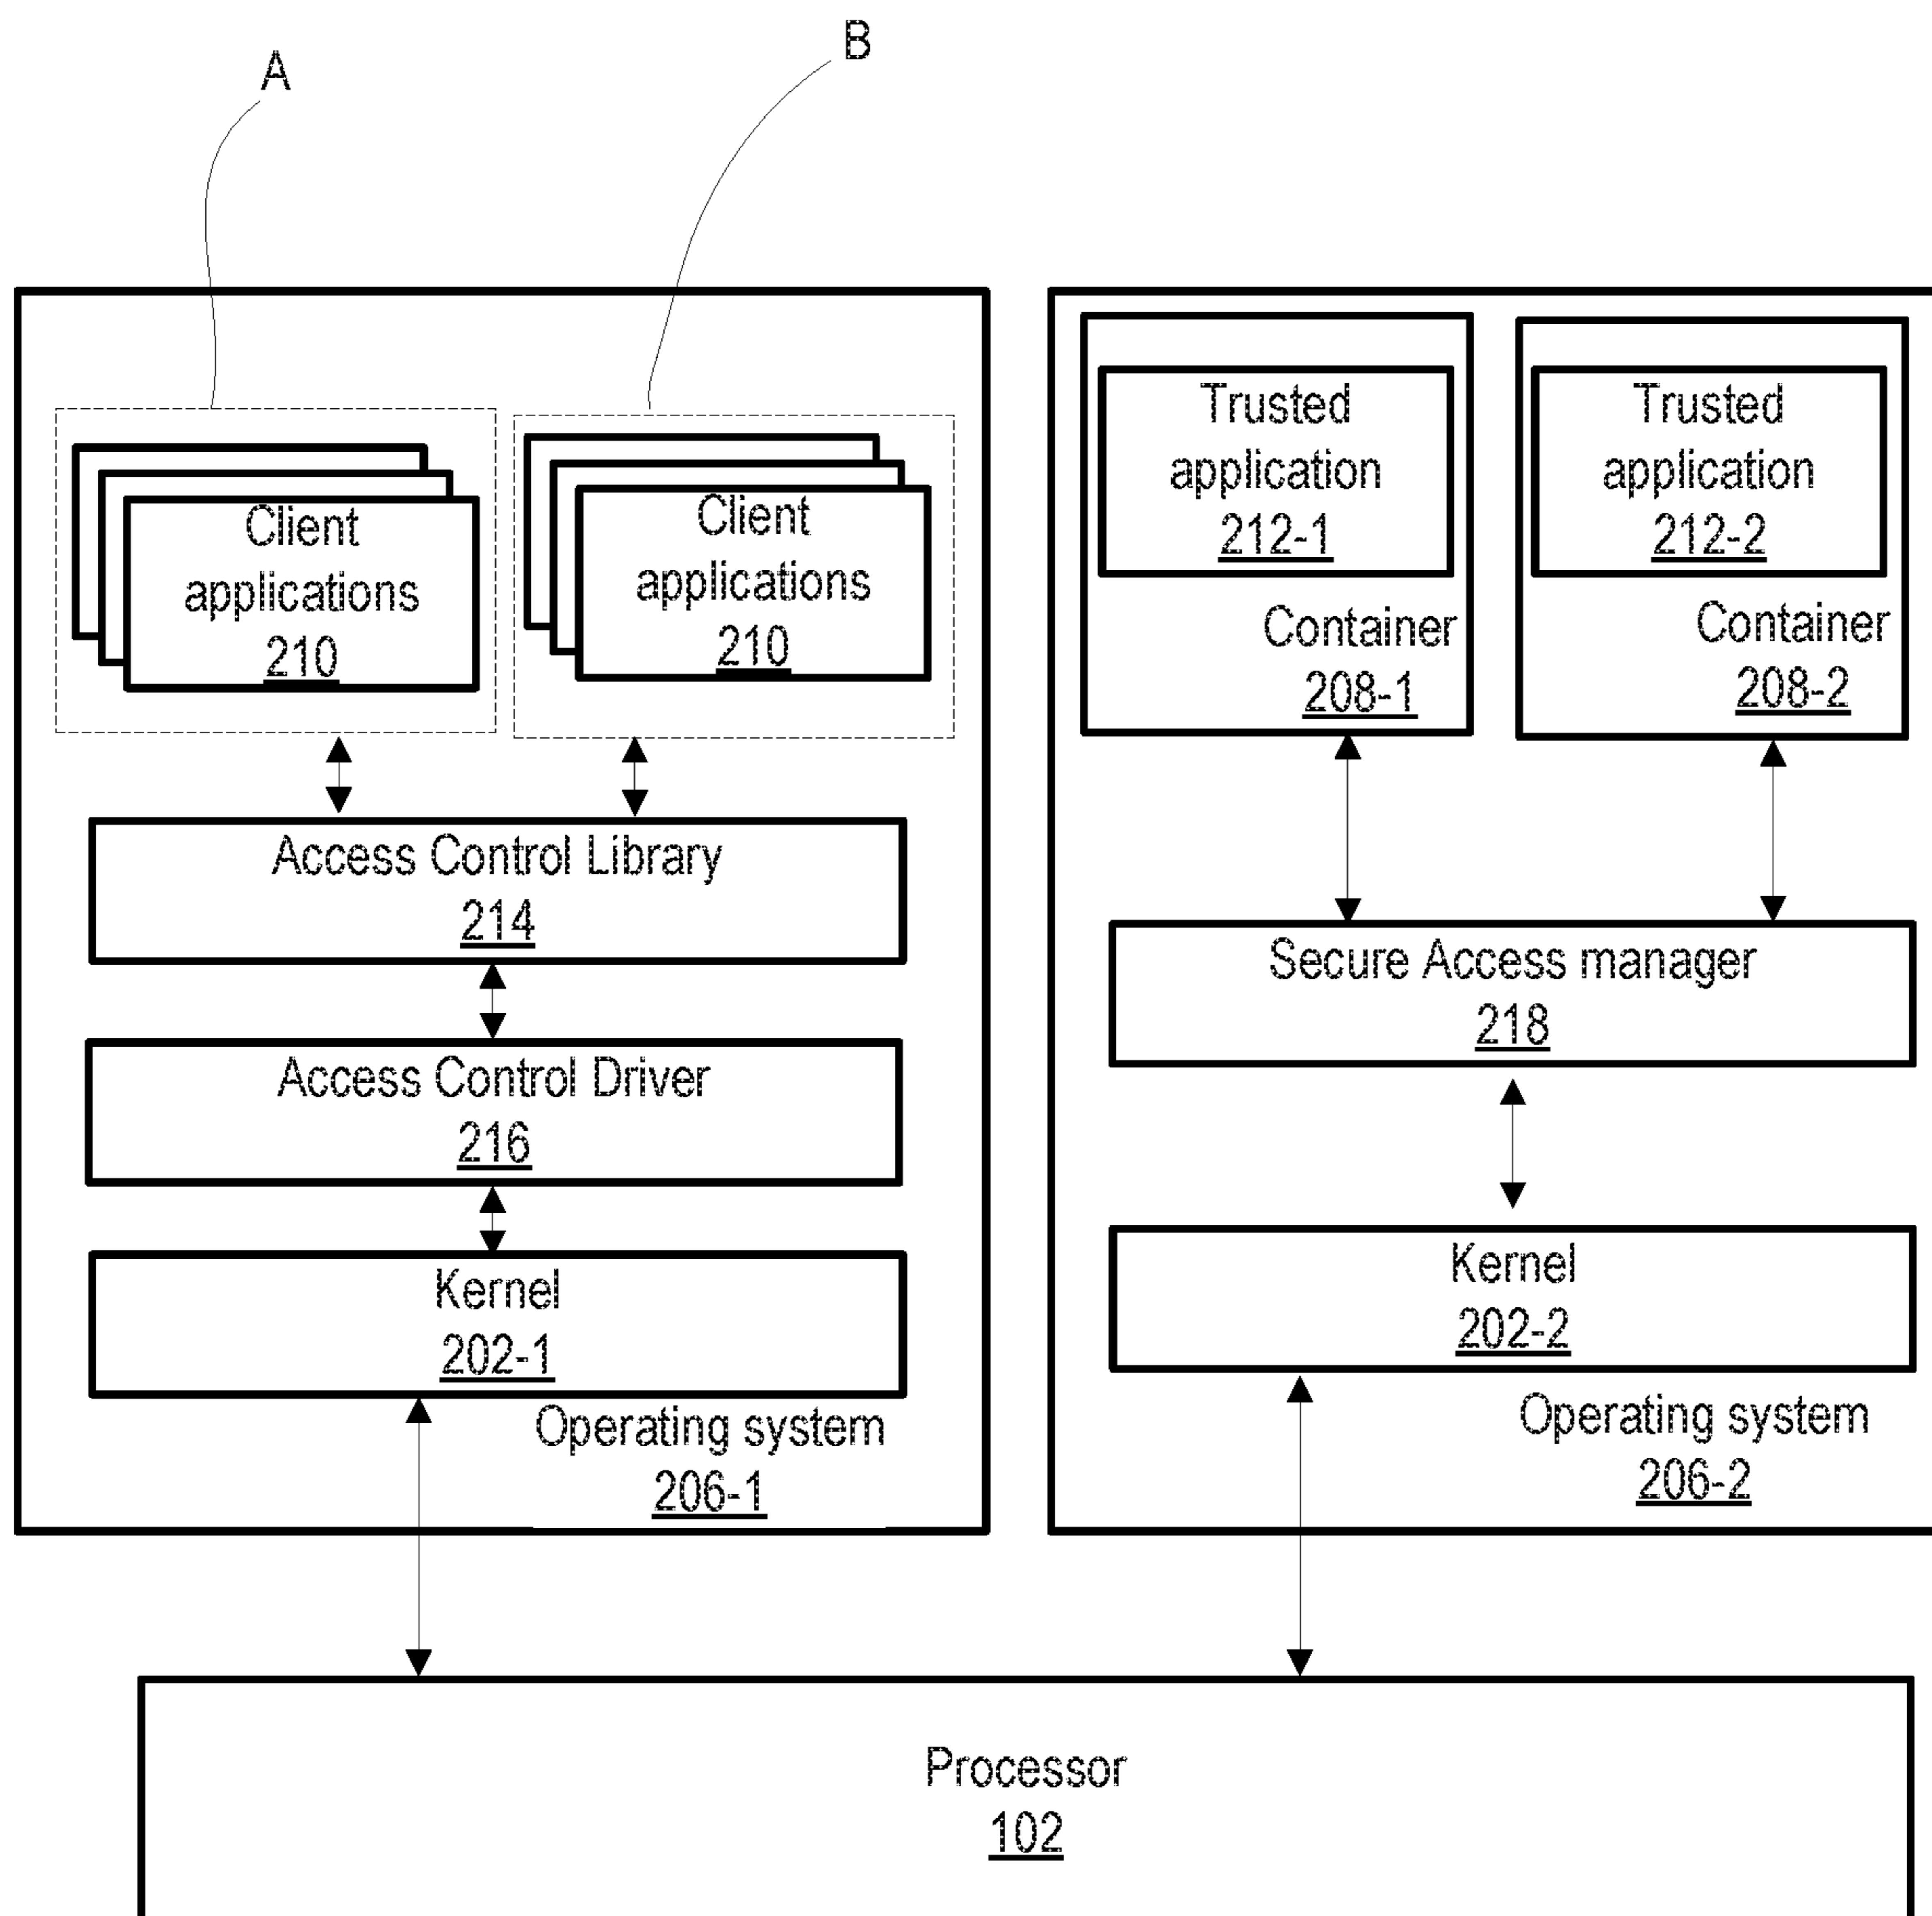 A
B
Client
applications
210
Client
applications
210
Access Control Library
214
Access Control Driver
216
Kernel
202-1
Operating system
206-1
Trusted
application
212-1
Container
208-1
Trusted
application
212-2
Container
208-2
Secure Access manager
218
Kernel
202-2
Operating system
206-2
Processor
102